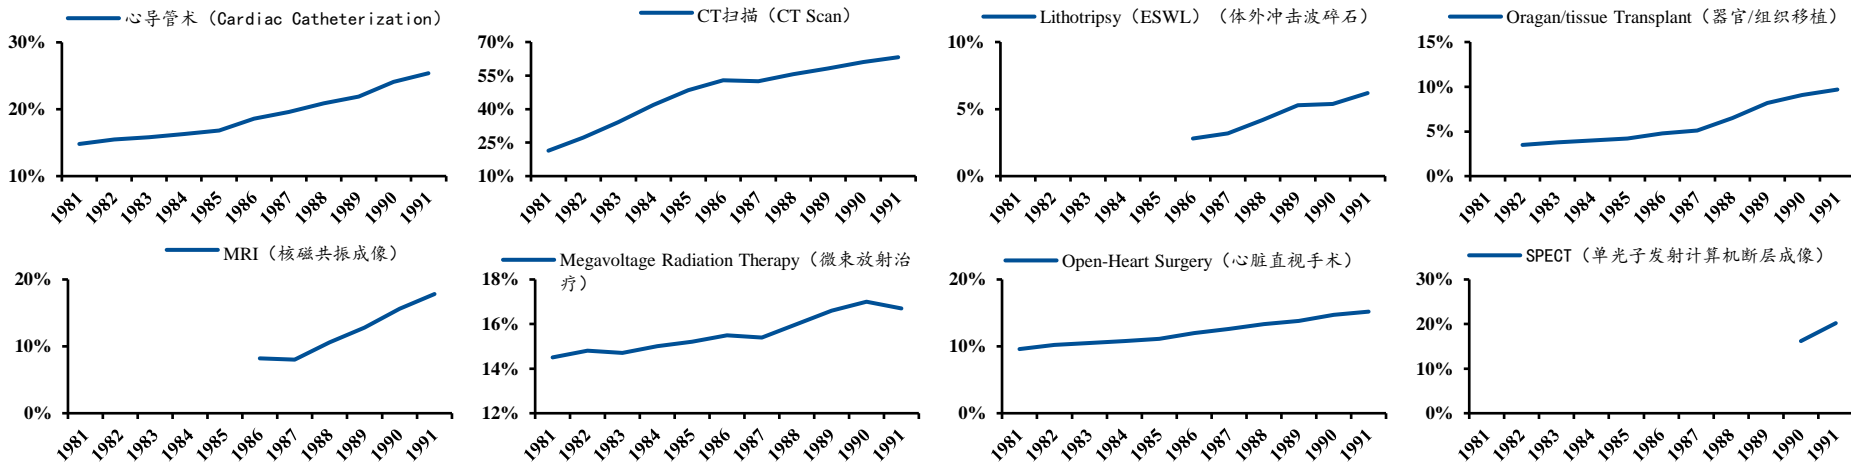 心导管术（Cardiac Catheterization）
30%
20%
10%
1981 1982 1983 1984 1985 1986 1987 1988 1989 1990 1991
CT扫描（CT Scan）
70%
55%
40%
25%
10%
1981 1982 1983 1984 1985 1986 1987 1988 1989 1990 1991
Lithotripsy（ESWL）（体外冲击波碎石）
10%
5%
0%
1981 1982 1983 1984 1985 1986 1987 1988 1989 1990 1991
Oragan/tissue Transplant（器官/组织移植）
15%
10%
5%
0%
1981 1982 1983 1984 1985 1986 1987 1988 1989 1990 1991
MRI（核磁共振成像）
20%
10%
0%
1981 1982 1983 1984 1985 1986 1987 1988 1989 1990 1991
Megavoltage Radiation Therapy（微束放射治
疗）
18%
16%
14%
12%
1981 1982 1983 1984 1985 1986 1987 1988 1989 1990 1991
Open-Heart Surgery（心脏直视手术）
20%
10%
0%
1981 1982 1983 1984 1985 1986 1987 1988 1989 1990 1991
SPECT（单光子发射计算机断层成像）
30%
20%
10%
0%
1981 1982 1983 1984 1985 1986 1987 1988 1989 1990 1991